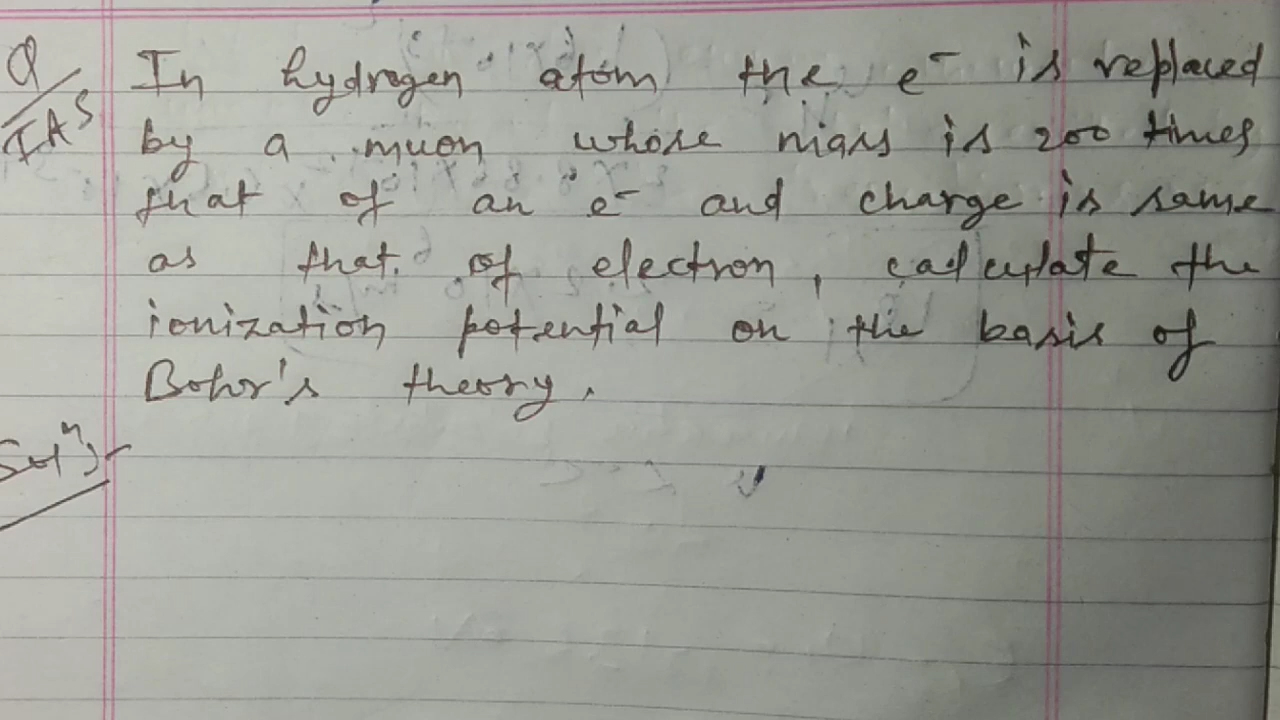 Q/IAS In hydrogen atom the e⁻ is replaced
by a muon whose mass is 200 times
that of an e⁻ and charge is same
as that of electron, calculate the
ionization potential on the basis of
Bohr's theory.
Solⁿ:-